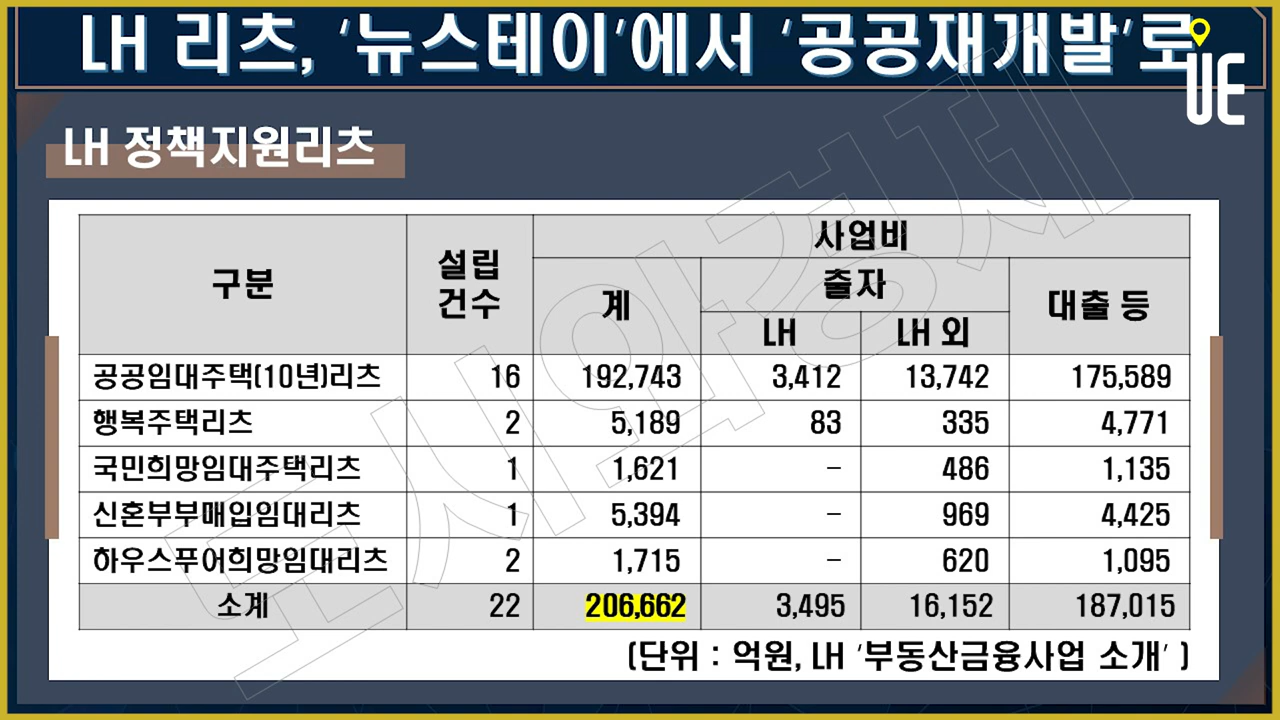 LH 리츠, '뉴스테이'에서 '공공재개발'로
UE
LH 정책지원리츠
구분 설립 건수 사업비
계 출자 대출 등
LH LH 외
공공임대주택(10년)리츠 16 192,743 3,412 13,742 175,589
행복주택리츠 2 5,189 83 335 4,771
국민희망임대주택리츠 1 1,621 - 486 1,135
신혼부부매입임대리츠 1 5,394 - 969 4,425
하우스푸어희망임대리츠 2 1,715 - 620 1,095
소계 22 206,662 3,495 16,152 187,015
(단위 : 억원, LH '부동산금융사업 소개' )
도시와경제